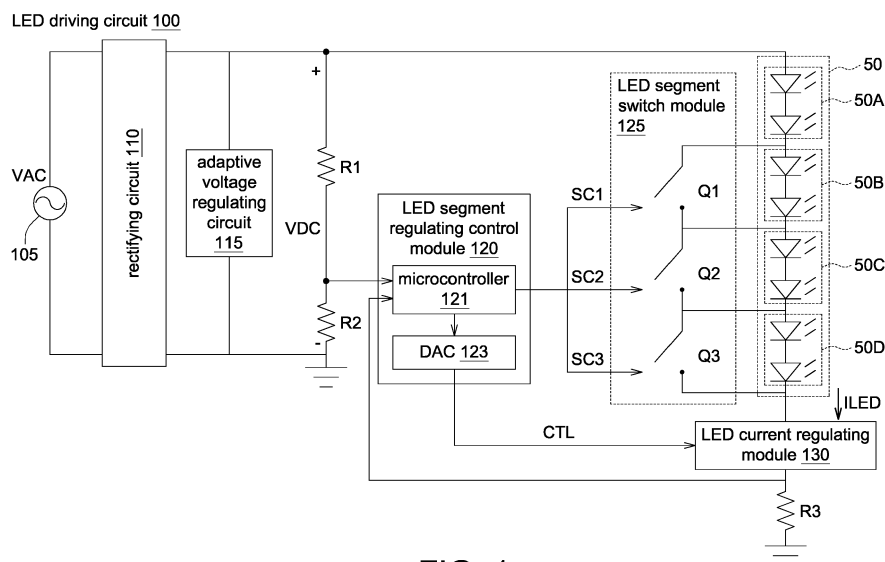 LED driving circuit 100
VAC
105
rectifying circuit 110
adaptive
voltage
regulating
circuit
115
+
R1
VDC
R2
-
LED segment
regulating control
module 120
microcontroller
121
DAC 123
SC1
SC2
SC3
LED segment
switch module
125
Q1
Q2
Q3
50
50A
50B
50C
50D
ILED
CTL
LED current regulating
module 130
R3